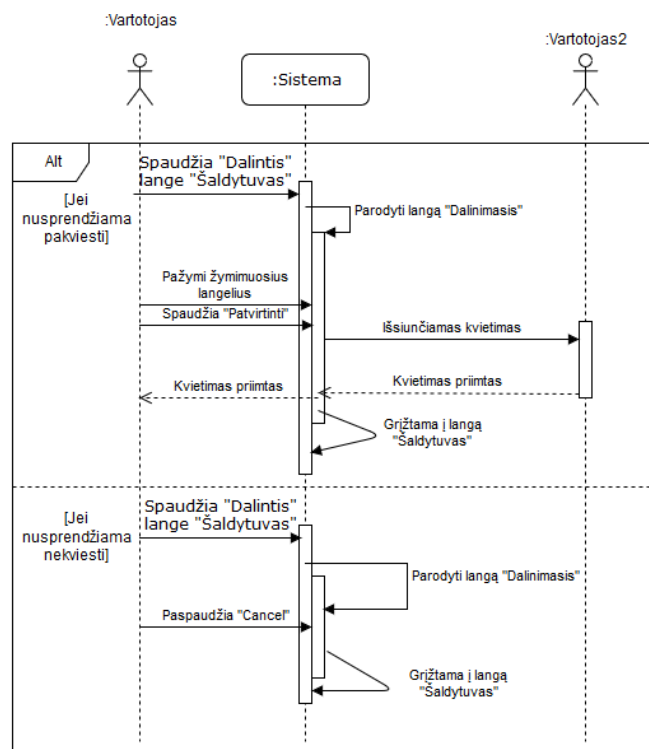 :Vartotojas
:Vartotojas2
:Sistema
Alt
Spaudžia "Dalintis"
lange "Šaldytuvas"
[Jei
nusprendžiama
pakviesti]
Parodyti langą "Dalinimasis"
Pažymi žymimuosius
langelius
Spaudžia "Patvirtinti"
Išsiunčiamas kvietimas
Kvietimas priimtas
Kvietimas priimtas
Grįžtama į langą
"Šaldytuvas"
Spaudžia "Dalintis"
lange "Šaldytuvas"
[Jei
nusprendžiama
nekviesti]
Parodyti langą "Dalinimasis"
Paspaudžia "Cancel"
Grįžtama į langą
"Šaldytuvas"